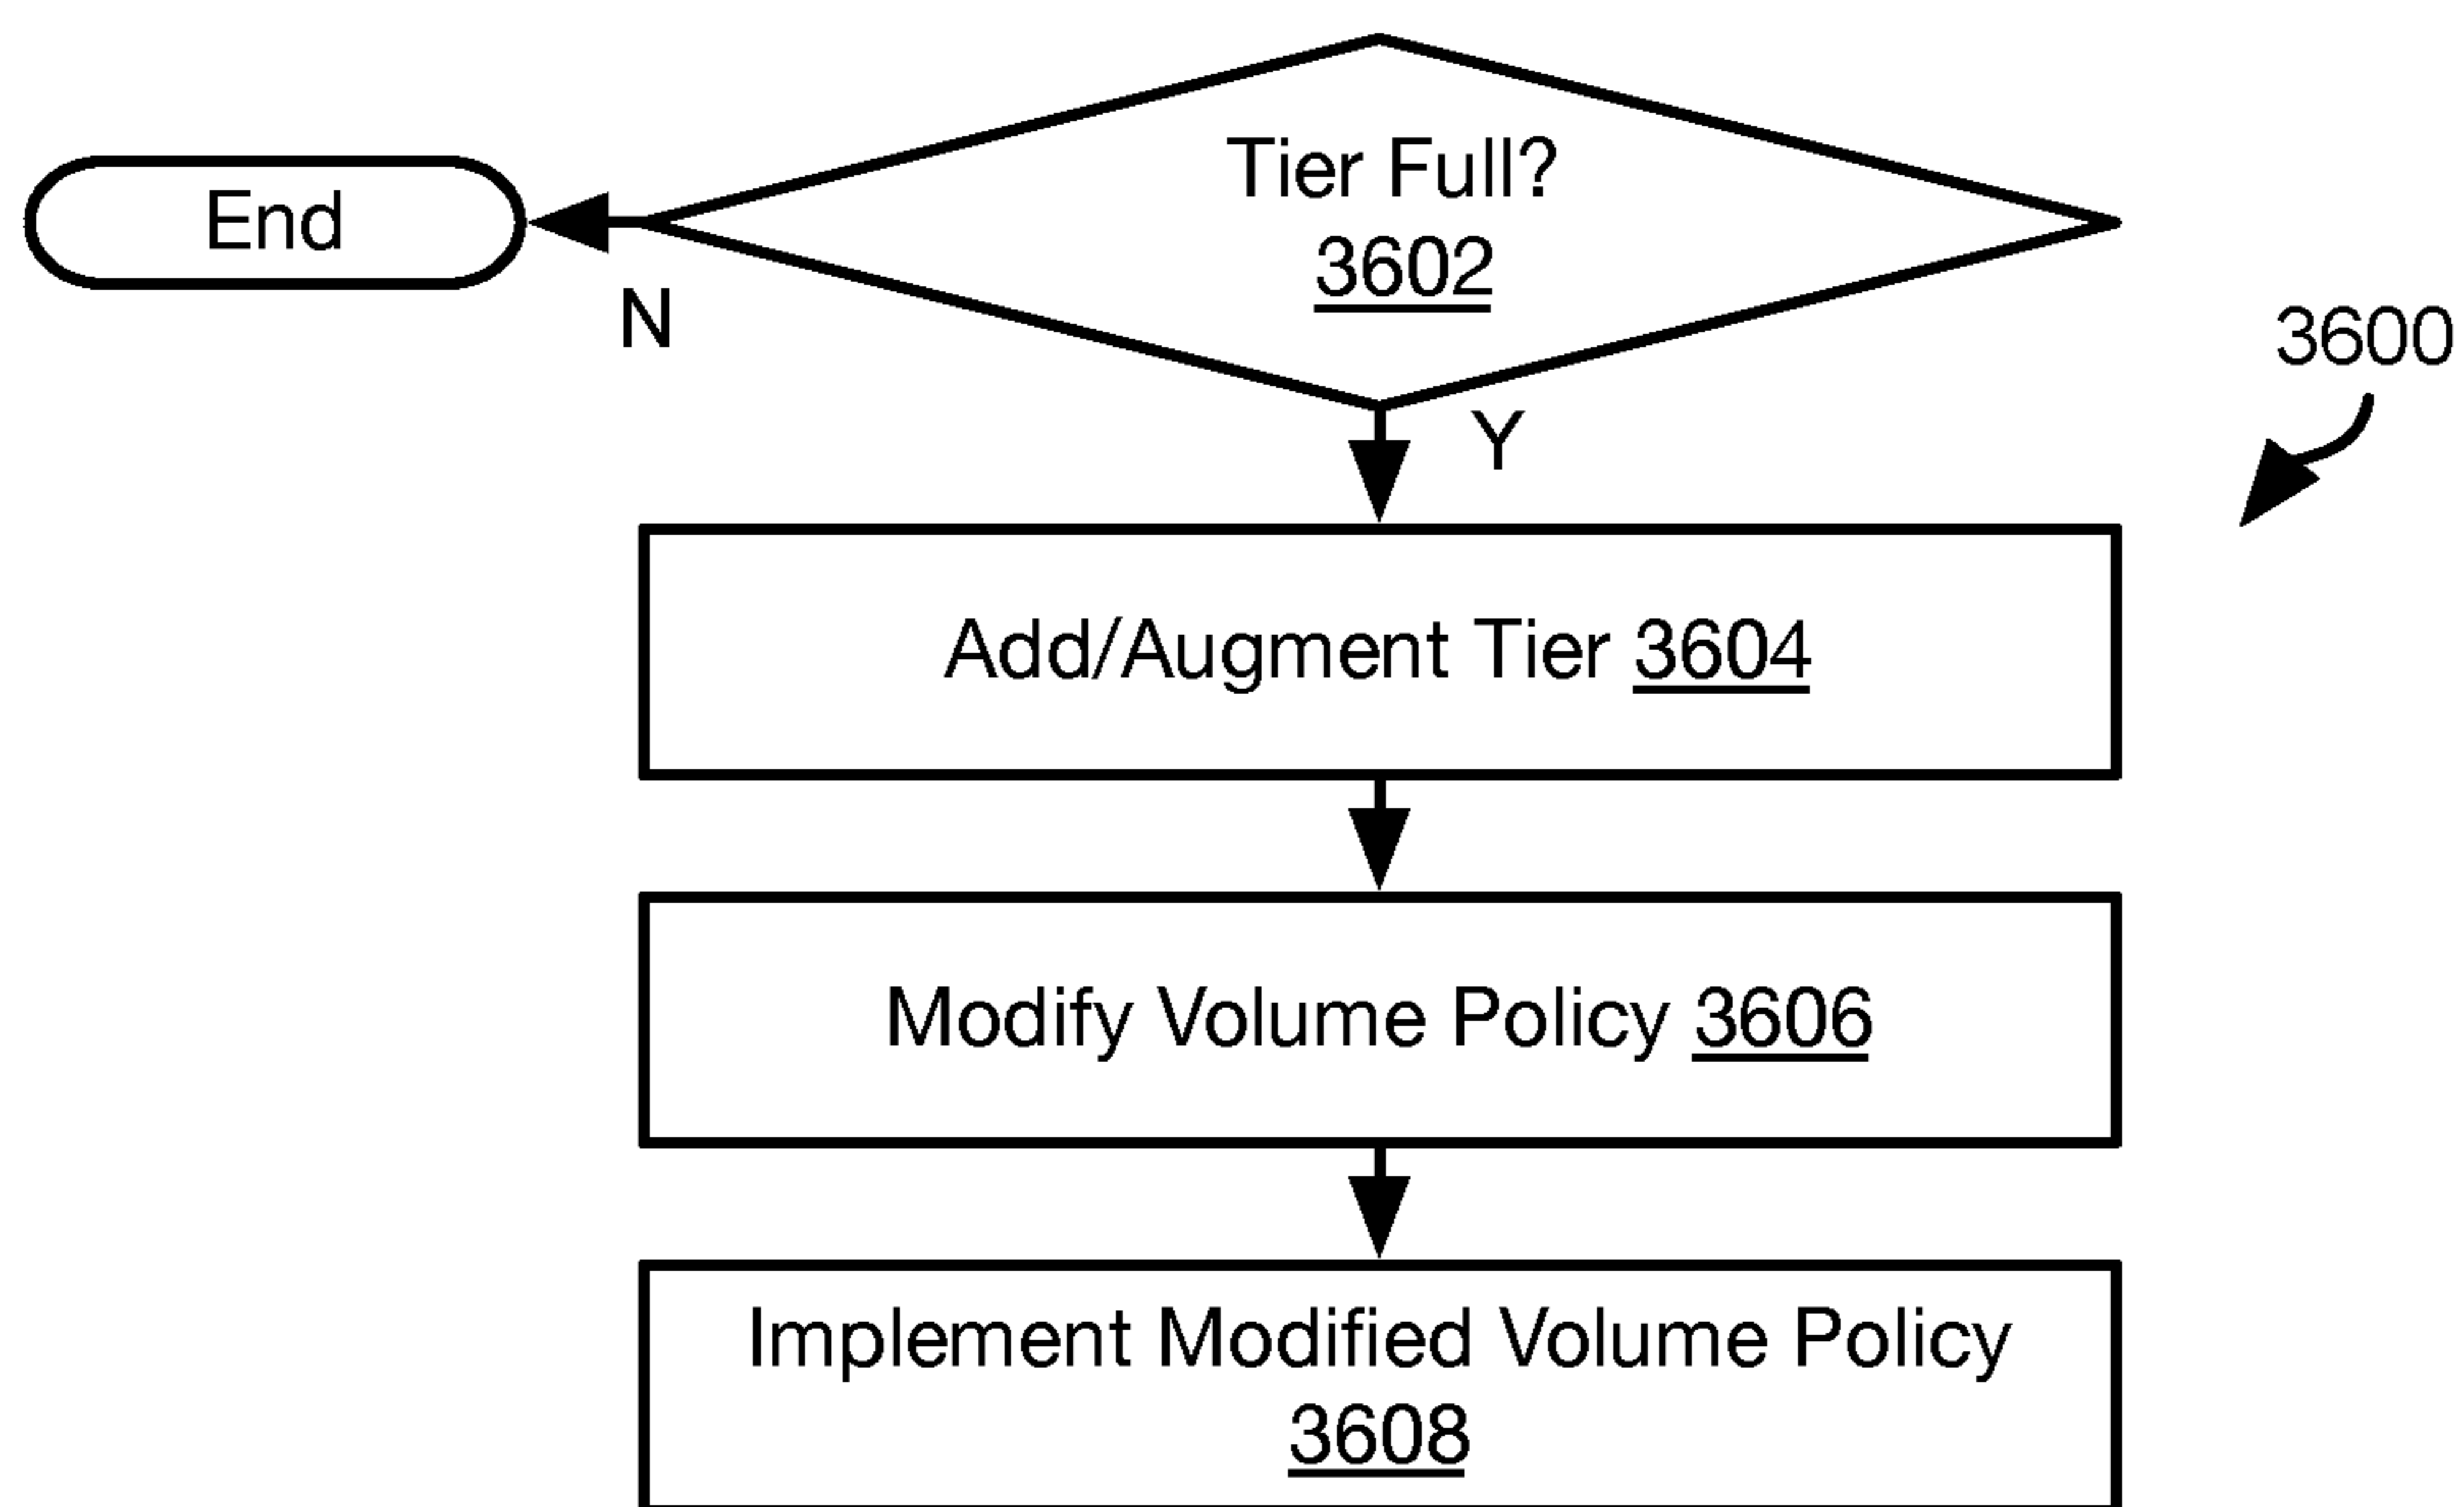 Tier Full?
3602
End
N
3600
Y
Add/Augment Tier 3604
Modify Volume Policy 3606
Implement Modified Volume Policy
3608